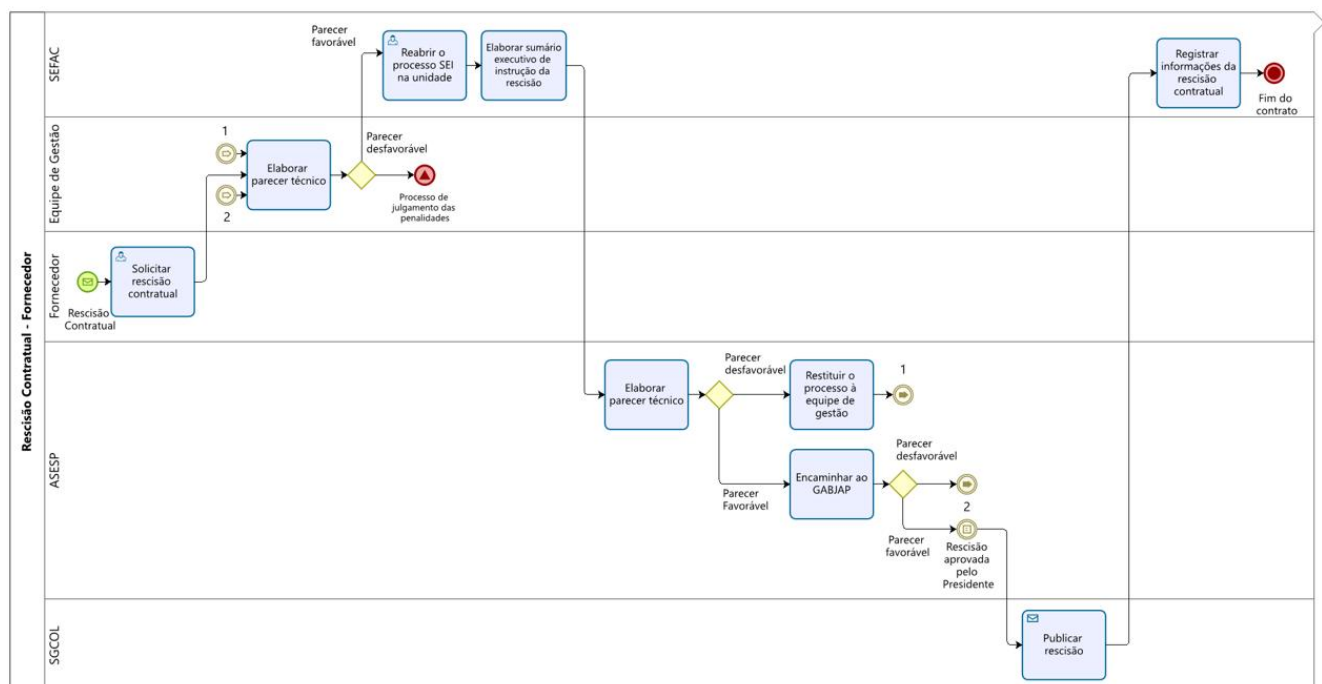 Rescisão Contratual - Fornecedor
SEFAC
Parecer
favorável
Reabrir o
processo SEI
na unidade
Elaborar sumário
executivo de
instrução da
rescisão
Registrar
informações da
rescisão
contratual
Fim do
contrato
Equipe de Gestão
1
2
Elaborar
parecer técnico
Parecer
desfavorável
Processo de
julgamento das
penalidades
Fornecedor
Rescisão
Contratual
Solicitar
rescisão
contratual
ASESP
Elaborar
parecer técnico
Parecer
desfavorável
Restituir o
processo à
equipe de
gestão
1
Parecer
Favorável
Encaminhar ao
GABJAP
Parecer
desfavorável
2
Parecer
favorável
Rescisão
aprovada
pelo
Presidente
SGCOL
Publicar
rescisão